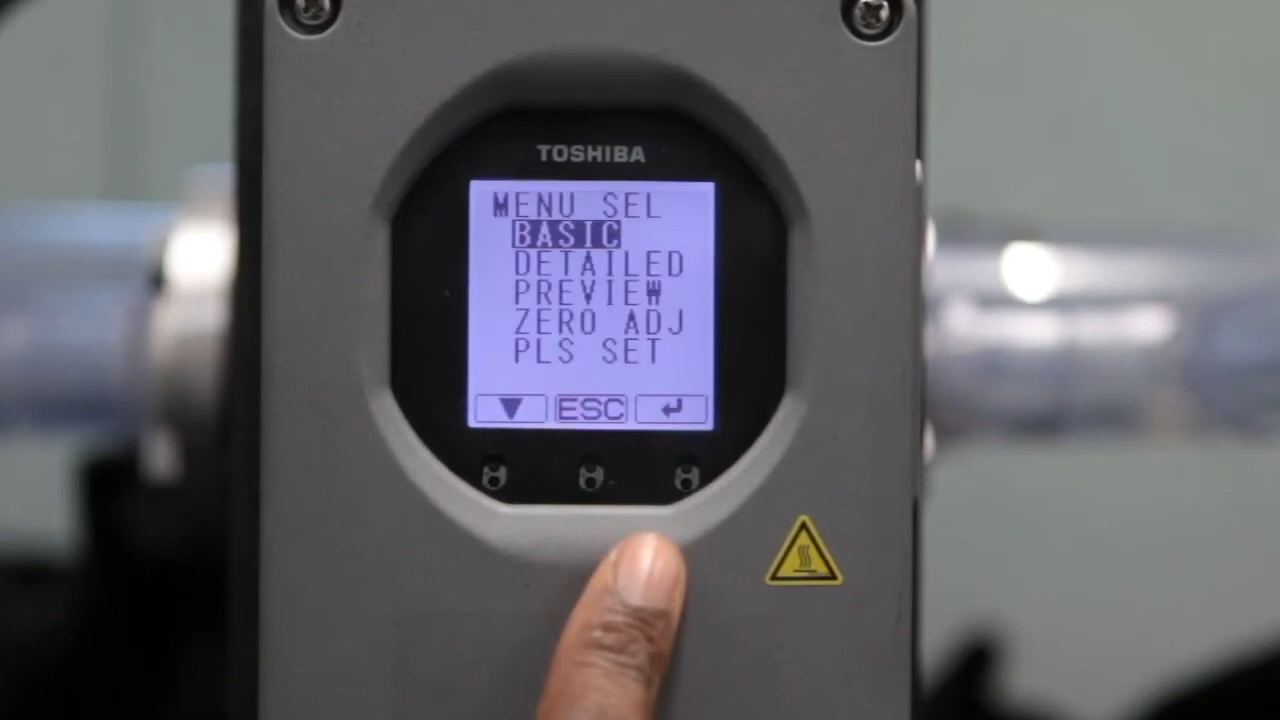 TOSHIBA
MENU SEL
BASIC
DETAILED
PREVIEW
ZERO ADJ
PLS SET
ESC